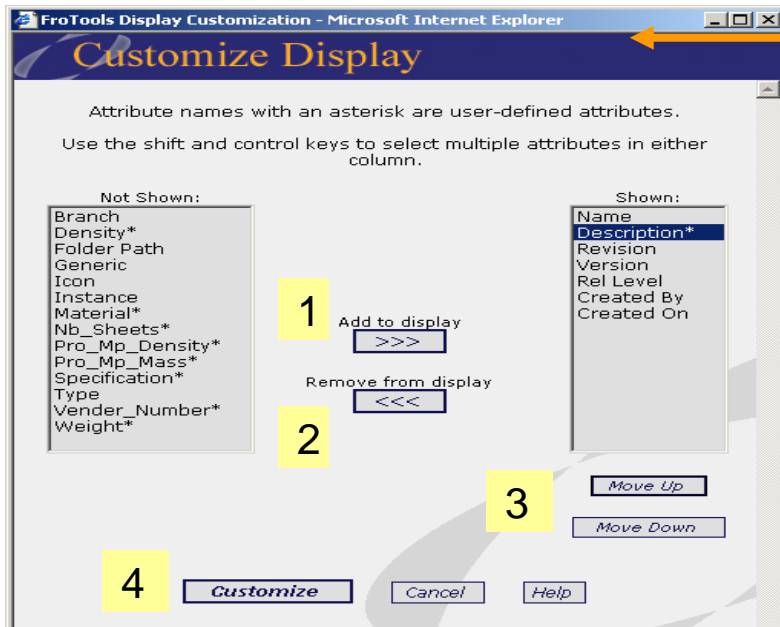 FroTools Display Customization - Microsoft Internet Explorer
Customize Display
Attribute names with an asterisk are user-defined attributes.
Use the shift and control keys to select multiple attributes in either
column.
Not Shown:
Branch
Density*
Folder Path
Generic
Icon
Instance
Material*
Nb_Sheets*
Pro_Mp_Density*
Pro_Mp_Mass*
Specification*
Type
Vender_Number*
Weight*
1
Add to display
>>>
Remove from display
<<<
2
Shown:
Name
Description*
Revision
Version
Rel Level
Created By
Created On
3
Move Up
Move Down
4
Customize
Cancel
Help